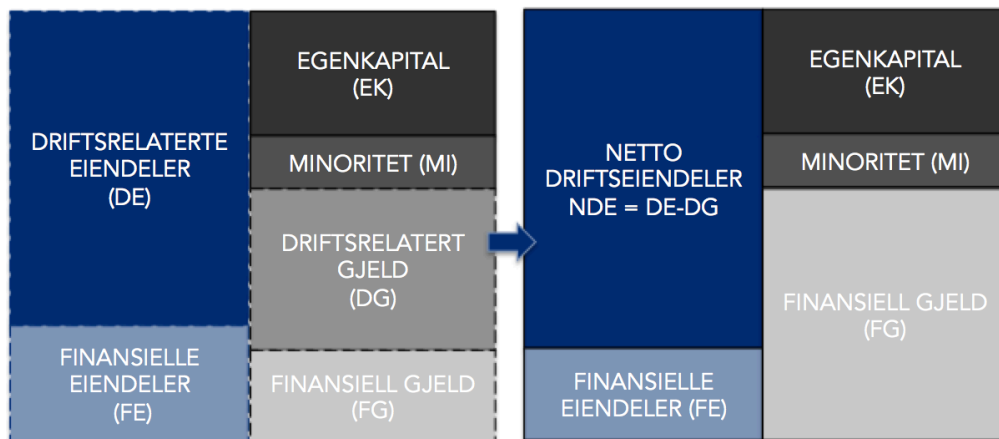 DRIFTSRELATERTE
EIENDELER
(DE)
FINANSIELLE
EIENDELER
(FE)
EGENKAPITAL
(EK)
MINORITET (MI)
DRIFTSRELATERT
GJELD
(DG)
FINANSIELL GJELD
(FG)
NETTO
DRIFTSEIENDELER
NDE = DE-DG
FINANSIELLE
EIENDELER (FE)
EGENKAPITAL
(EK)
MINORITET (MI)
FINANSIELL GJELD
(FG)